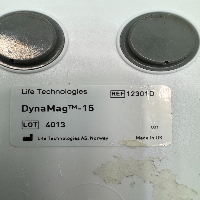 Life Technologies REF 12301D
DynaMag™-15
LOT 4013
Life Technologies AS, Norway Made in UK